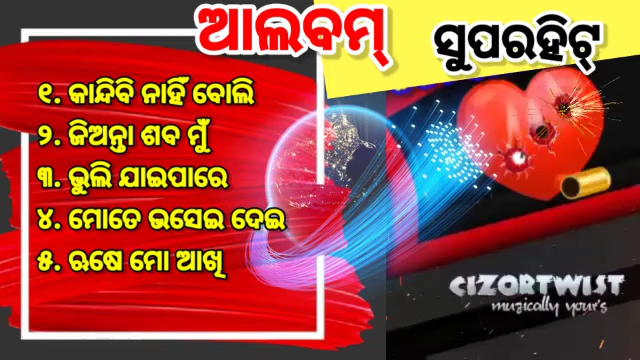 ଆଲବମ୍ ସୁପରହିଟ୍
୧. କାନ୍ଦିବି ନାହିଁ ବୋଲି
୨. ଜିଅନ୍ତା ଶବ ମୁଁ
୩. ଭୁଲି ଯାଇପାରେ
୪. ମୋତେ ଭସେଇ ଦେଇ
୫. ଋଷେ ମୋ ଆଖି
CIZORTWIST
muzically your's